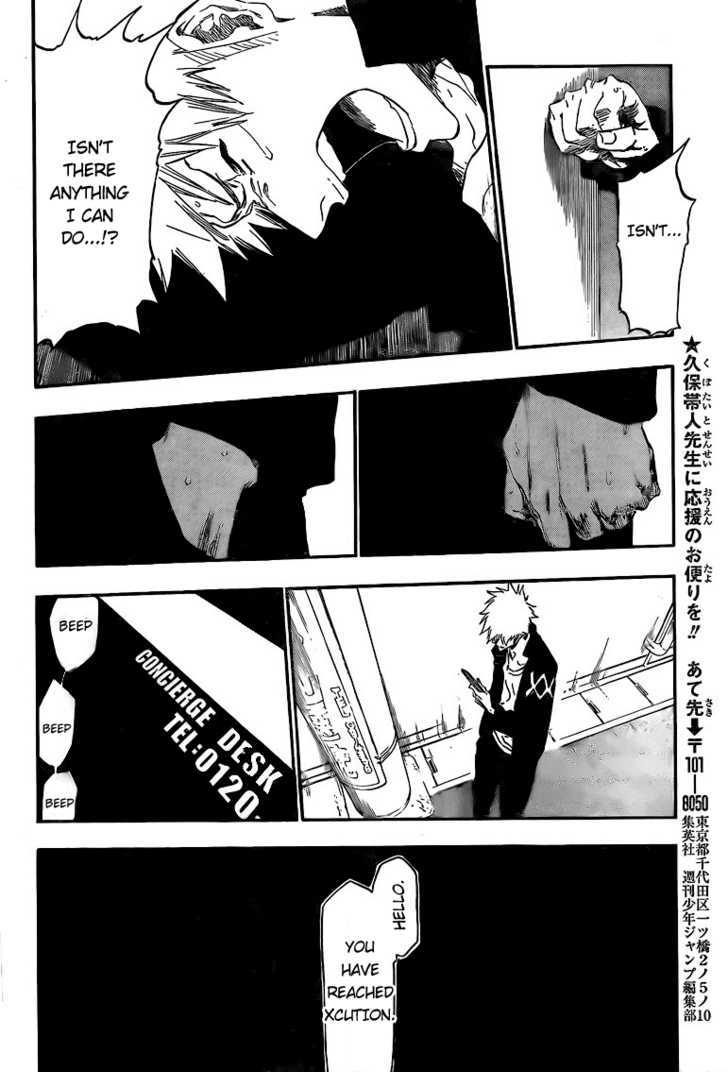 ISN'T...
ISN'T
THERE
ANYTHING
I CAN
DO...!?
BEEP
BEEP
BEEP
CONCIERGE DESK
TEL:0120-
HELLO.
YOU
HAVE
REACHED
XCUTION.
★久保帯人先生に応援のお便りを!! あて先➡〒101-8050 東京都千代田区一ツ橋2ノ5ノ10
集英社 週刊少年ジャンプ編集部